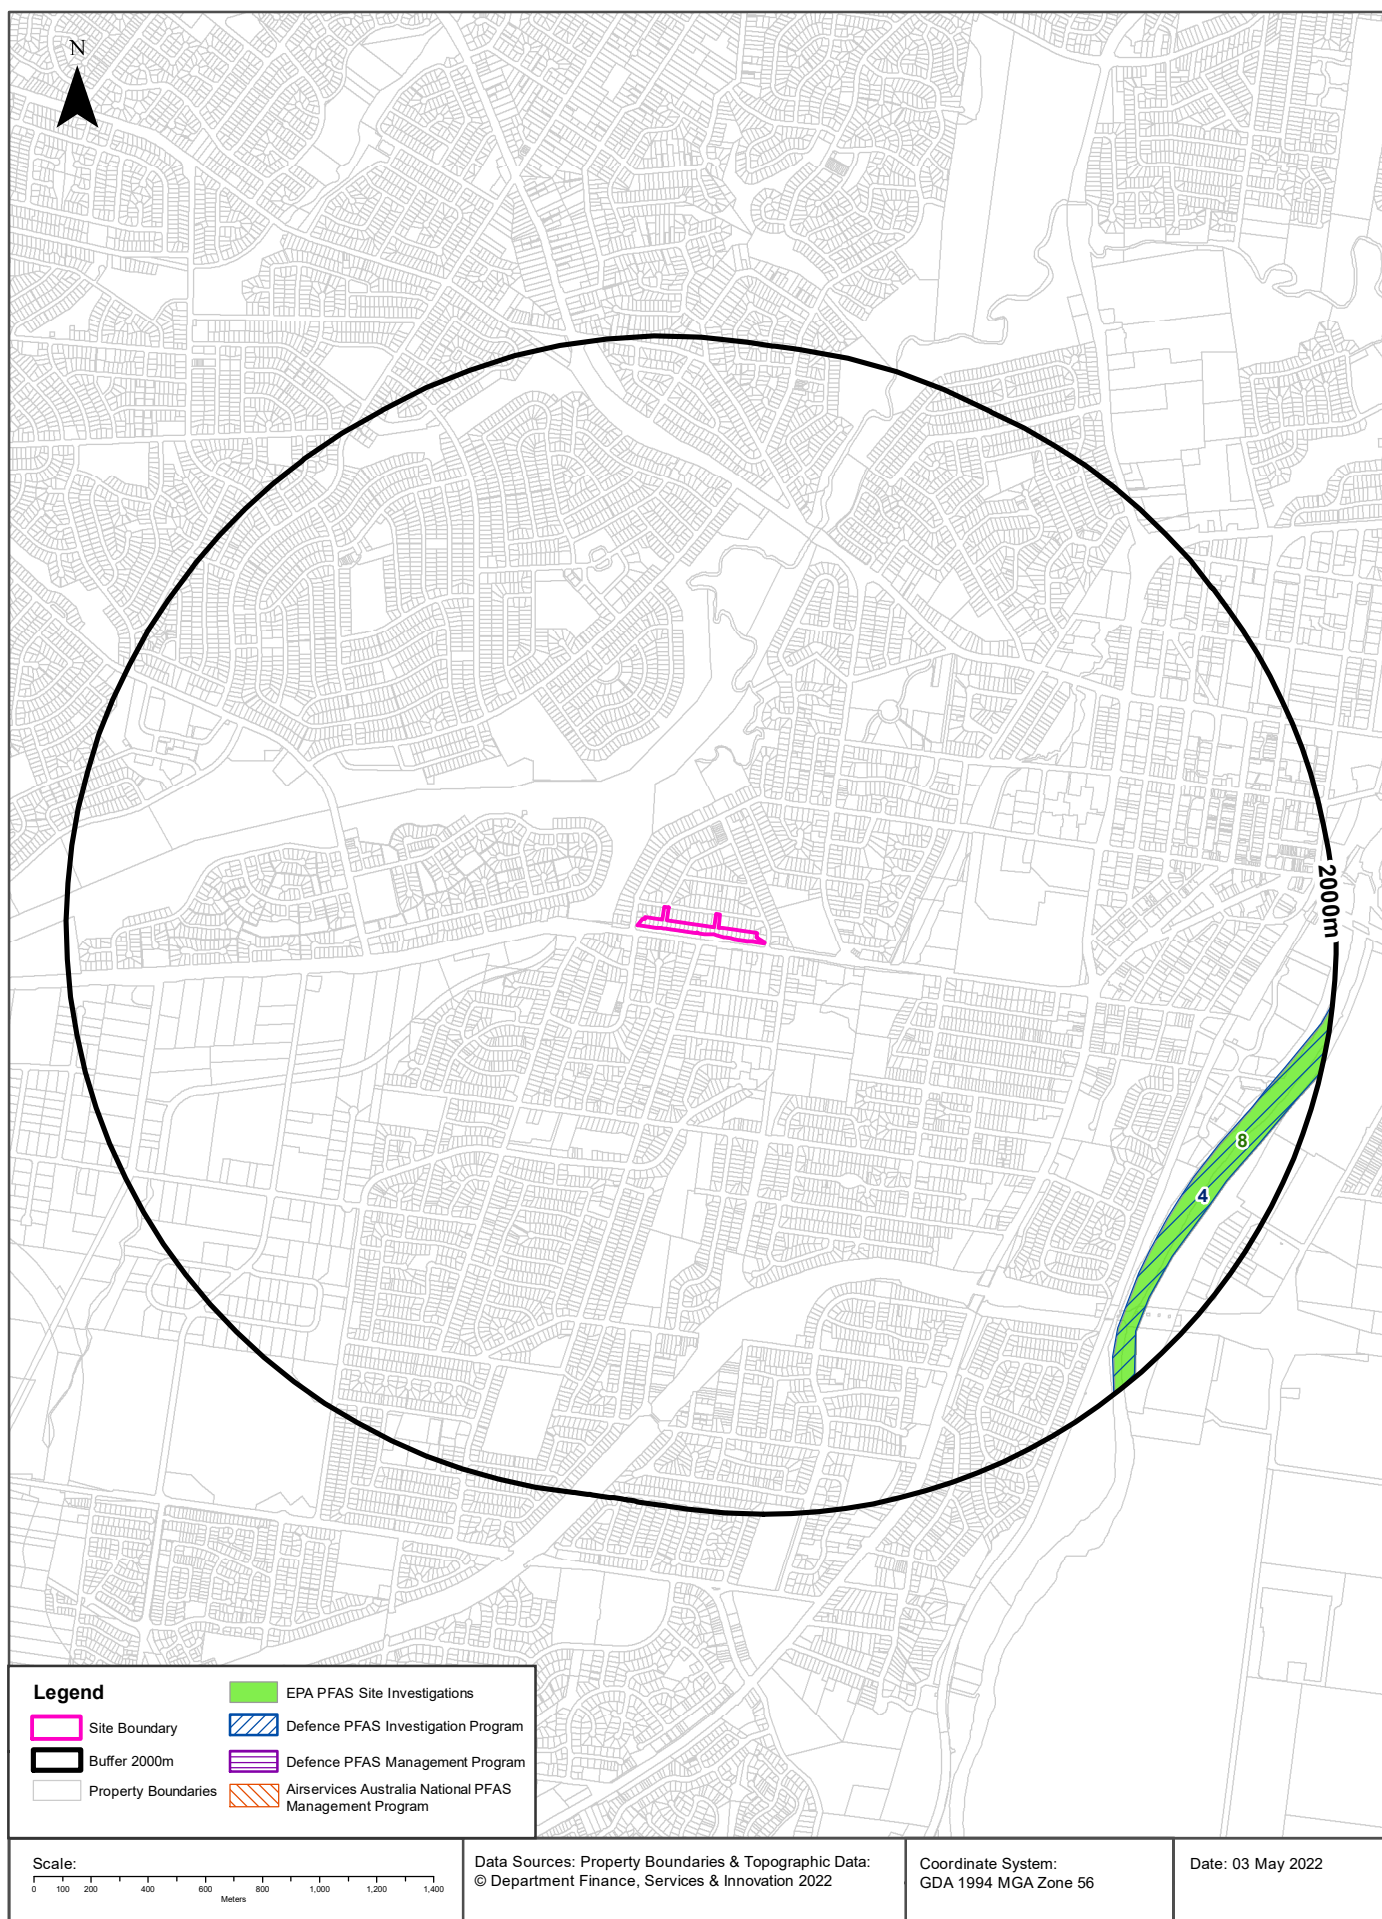 N
2000m
8
4
Legend
Site Boundary
Buffer 2000m
Property Boundaries
EPA PFAS Site Investigations
Defence PFAS Investigation Program
Defence PFAS Management Program
Airservices Australia National PFAS
Management Program
Scale:
0 100 200 400 600 800 1,000 1,200 1,400
Meters
Data Sources: Property Boundaries & Topographic Data:
© Department Finance, Services & Innovation 2022
Coordinate System:
GDA 1994 MGA Zone 56
Date: 03 May 2022